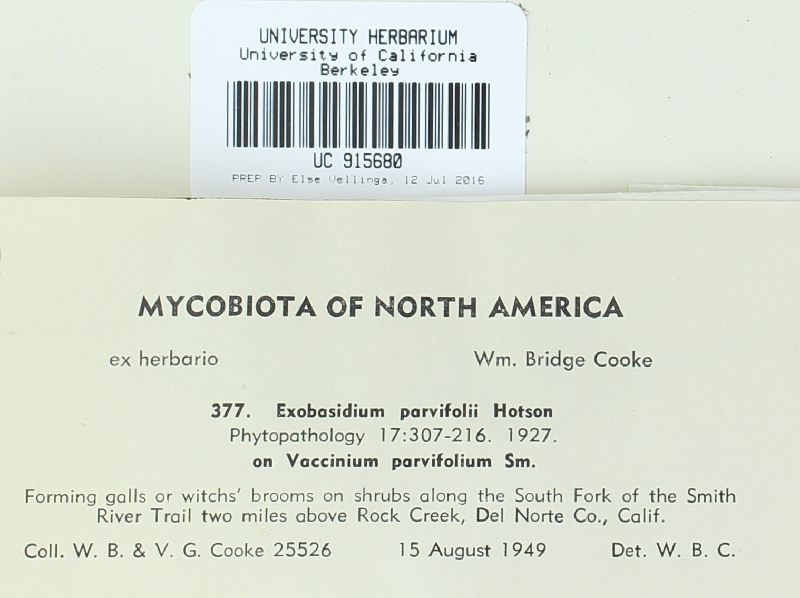 UNIVERSITY HERBARIUM
University of California
Berkeley
UC 915680
PREP BY Else Vellinga, 12 Jul 2016
MYCOBIOTA OF NORTH AMERICA
ex herbario Wm. Bridge Cooke
377. Exobasidium parvifolii Hotson
Phytopathology 17:307-216. 1927.
on Vaccinium parvifolium Sm.
Forming galls or witchs' brooms on shrubs along the South Fork of the Smith
River Trail two miles above Rock Creek, Del Norte Co., Calif.
Coll. W. B. & V. G. Cooke 25526 15 August 1949 Det. W. B. C.